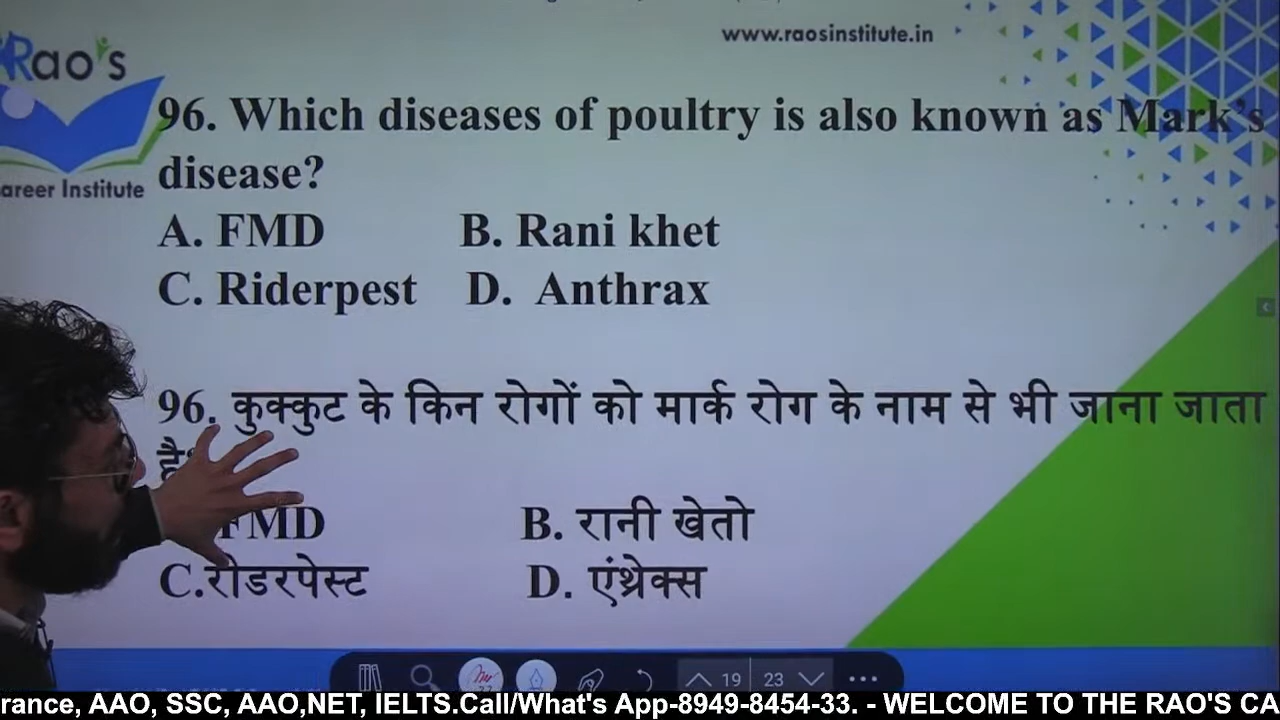 www.raosinstitute.in
Rao's
areer Institute
96. Which diseases of poultry is also known as Mark's
disease?
A. FMD B. Rani khet
C. Riderpest D. Anthrax
96. कुक्कुट के किन रोगों को मार्क रोग के नाम से भी जाना जाता
है
FMD B. रानी खेतो
C.रीडरपेस्ट D. एंथ्रेक्स
19 23
rance, AAO, SSC, AAO,NET, IELTS.Call/What's App-8949-8454-33. - WELCOME TO THE RAO'S CA